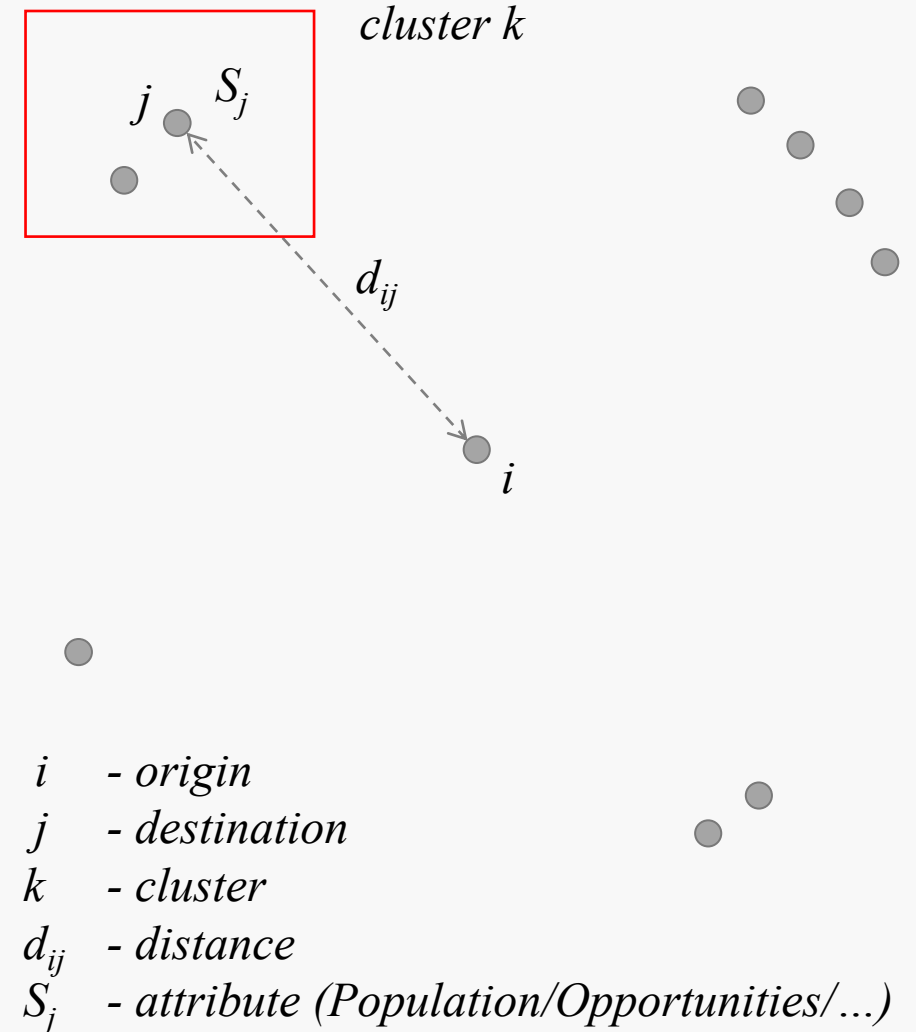 cluster k
j S_j
d_ij
i
i - origin
j - destination
k - cluster
d_ij - distance
S_j - attribute (Population/Opportunities/…)